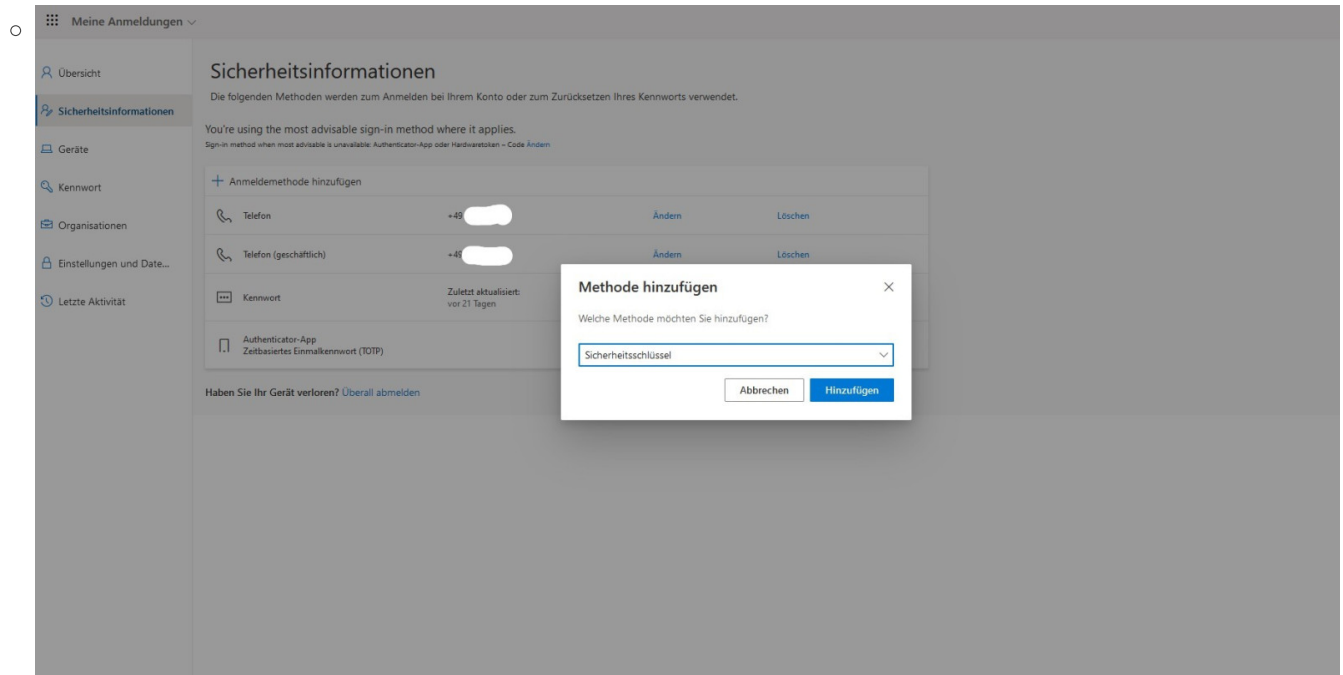 Meine Anmeldungen
Übersicht
Sicherheitsinformationen
Geräte
Kennwort
Organisationen
Einstellungen und Date...
Letzte Aktivität
Sicherheitsinformationen
Die folgenden Methoden werden zum Anmelden bei Ihrem Konto oder zum Zurücksetzen Ihres Kennworts verwendet.
You're using the most advisable sign-in method where it applies.
Sign-in method when most advisable is unavailable: Authenticator-App oder Hardwaretoken – Code Ändern
+ Anmeldemethode hinzufügen
Telefon +49 Ändern Löschen
Telefon (geschäftlich) +49 Ändern Löschen
Kennwort Zuletzt aktualisiert:
vor 21 Tagen
Authenticator-App
Zeitbasiertes Einmalkennwort (TOTP)
Haben Sie Ihr Gerät verloren? Überall abmelden
Methode hinzufügen
Welche Methode möchten Sie hinzufügen?
Sicherheitsschlüssel
Abbrechen Hinzufügen